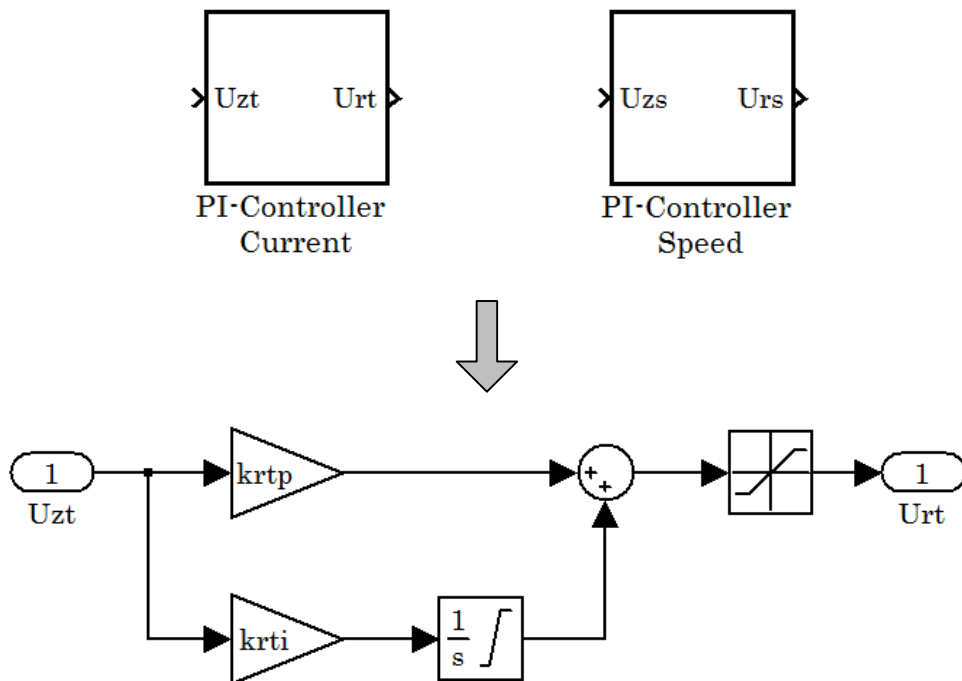 Uzt Urt
PI-Controller
Current
Uzs Urs
PI-Controller
Speed
1
Uzt
krtp
+
+
1
Urt
krti
1
s